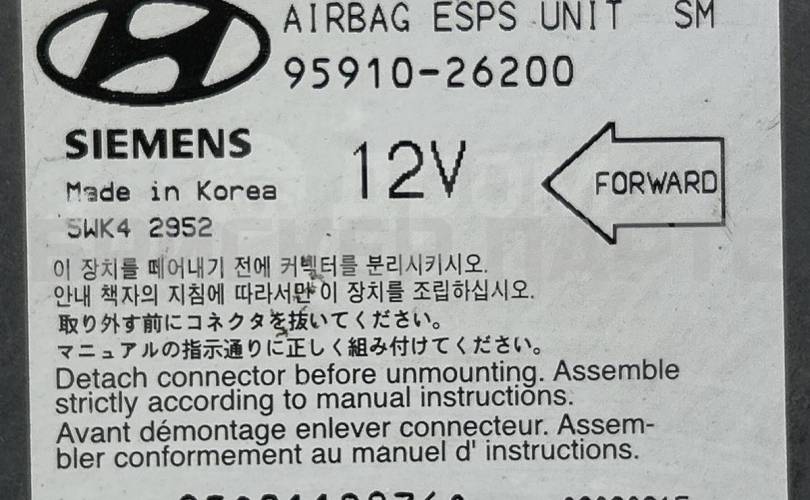 AIRBAG ESPS UNIT SM
95910-26200
SIEMENS
12V
FORWARD
Made in Korea
5WK4 2952
이 장치를 떼어내기 전에 커넥터를 분리시키시오.
안내 책자의 지침에 따라서만 이 장치를 조립하십시오.
取り外す前にコネクタを抜いてください。
マニュアルの指示通りに正しく組み付けてください。
Detach connector before unmounting. Assemble
strictly according to manual instructions.
Avant démontage enlever connecteur. Assem-
bler conformement au manuel d' instructions.